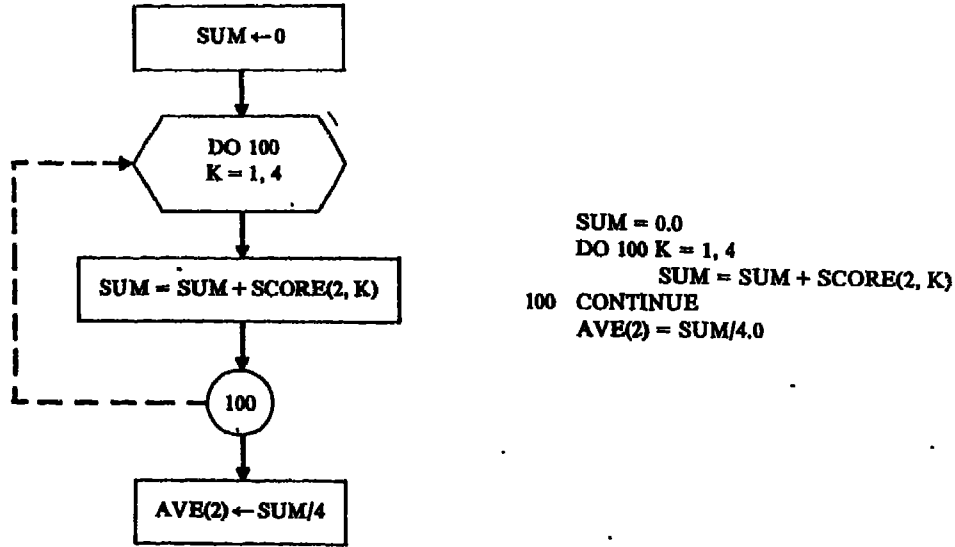 SUM ← 0
DO 100
K = 1, 4
SUM = SUM + SCORE(2, K)
100
AVE(2) ← SUM/4
SUM = 0.0
DO 100 K = 1, 4
SUM = SUM + SCORE(2, K)
100 CONTINUE
AVE(2) = SUM/4.0